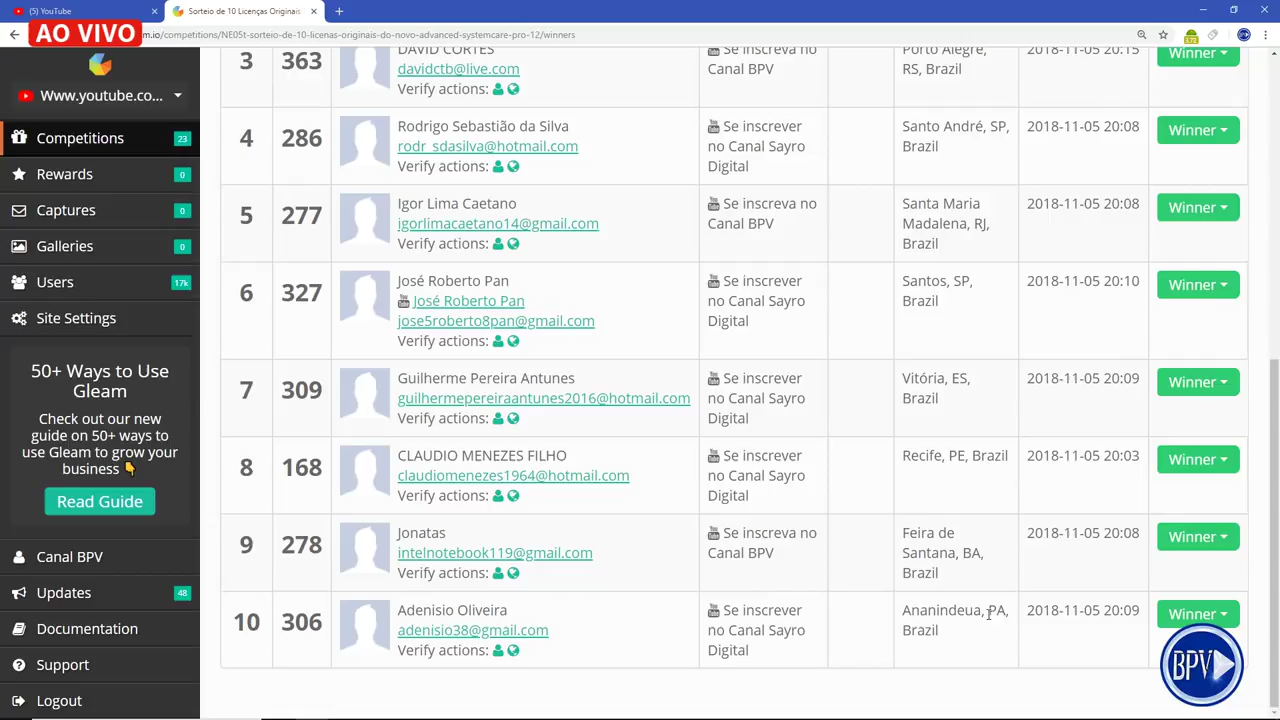 (5) YouTube
Sorteio de 10 Licenças Originais
AO VIVO
m.io/competitions/NE05t-sorteio-de-10-licenas-originais-do-novo-advanced-systemcare-pro-12/winners
Www.youtube.co...
Competitions 23
Rewards 0
Captures 0
Galleries 0
Users 17k
Site Settings
50+ Ways to Use
Gleam
Check out our new
guide on 50+ ways to
use Gleam to grow your
business 👇
Read Guide
Canal BPV
Updates 48
Documentation
Support
Logout
3 363
DAVID CORTES
davidctb@live.com
Verify actions:
Se inscreva no
Canal BPV
Porto Alegre,
RS, Brazil
2018-11-05 20:15
Winner
4 286
Rodrigo Sebastião da Silva
rodr_sdasilva@hotmail.com
Verify actions:
Se inscrever
no Canal Sayro
Digital
Santo André, SP,
Brazil
2018-11-05 20:08
Winner
5 277
Igor Lima Caetano
igorlimacaetano14@gmail.com
Verify actions:
Se inscreva no
Canal BPV
Santa Maria
Madalena, RJ,
Brazil
2018-11-05 20:08
Winner
6 327
José Roberto Pan
José Roberto Pan
jose5roberto8pan@gmail.com
Verify actions:
Se inscrever
no Canal Sayro
Digital
Santos, SP,
Brazil
2018-11-05 20:10
Winner
7 309
Guilherme Pereira Antunes
guilhermepereiraantunes2016@hotmail.com
Verify actions:
Se inscrever
no Canal Sayro
Digital
Vitória, ES,
Brazil
2018-11-05 20:09
Winner
8 168
CLAUDIO MENEZES FILHO
claudiomenezes1964@hotmail.com
Verify actions:
Se inscrever
no Canal Sayro
Digital
Recife, PE, Brazil
2018-11-05 20:03
Winner
9 278
Jonatas
intelnotebook119@gmail.com
Verify actions:
Se inscreva no
Canal BPV
Feira de
Santana, BA,
Brazil
2018-11-05 20:08
Winner
10 306
Adenisio Oliveira
adenisio38@gmail.com
Verify actions:
Se inscrever
no Canal Sayro
Digital
Ananindeua, PA,
Brazil
2018-11-05 20:09
Winner
BPV